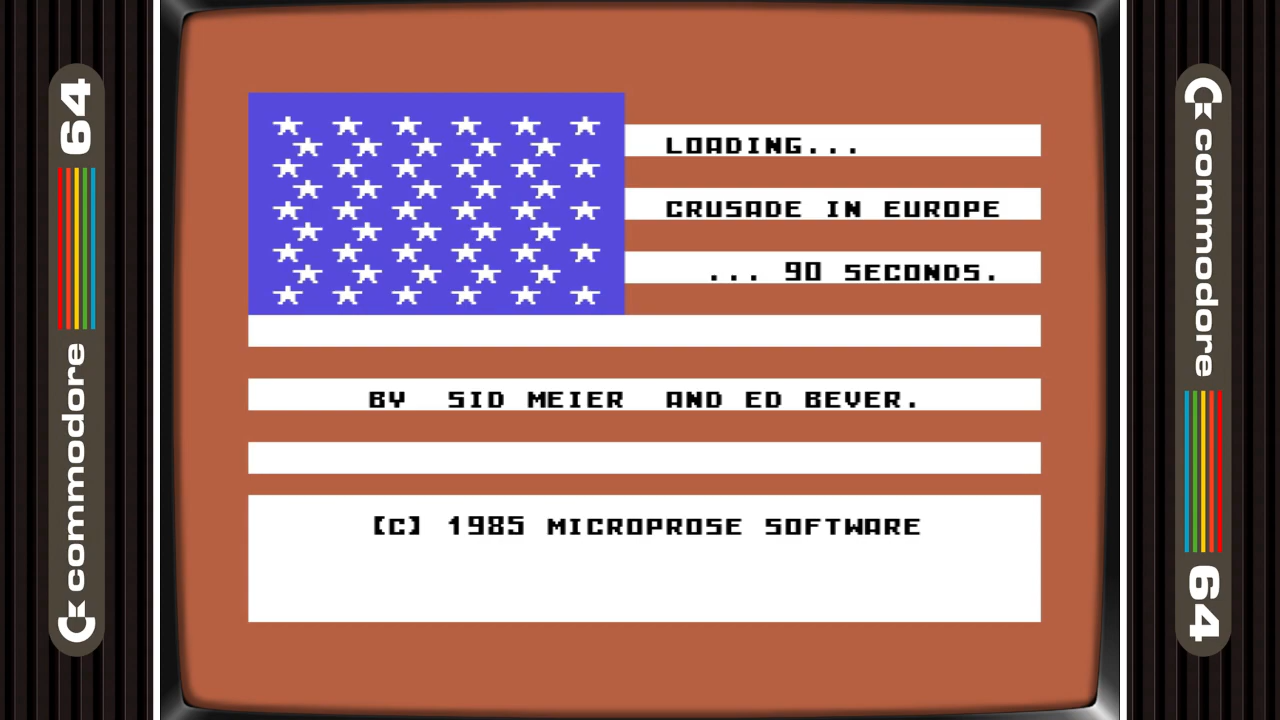 LOADING...
CRUSADE IN EUROPE
... 90 SECONDS.
BY SID MEIER AND ED BEVER.
[C] 1985 MICROPROSE SOFTWARE
commodore 64
commodore 64